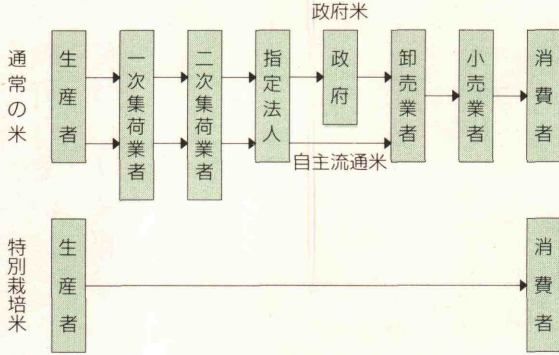 政府米
通常の米
生産者
一次集荷業者
二次集荷業者
指定法人
政府
卸売業者
小売業者
消費者
自主流通米
特別栽培米
生産者
消費者